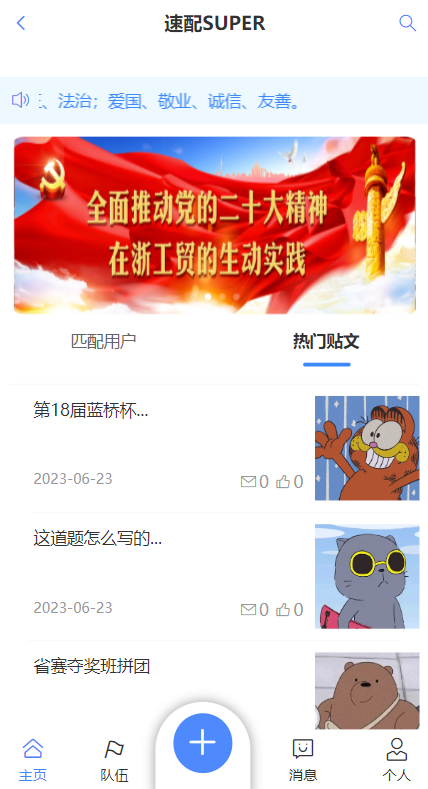 速配SUPER
、法治；爱国、敬业、诚信、友善。
全面推动党的二十大精神
在浙工贸的生动实践
匹配用户
热门贴文
第18届蓝桥杯...
2023-06-23
0
0
这道题怎么写的...
2023-06-23
0
0
省赛夺奖班拼团
主页
队伍
消息
个人